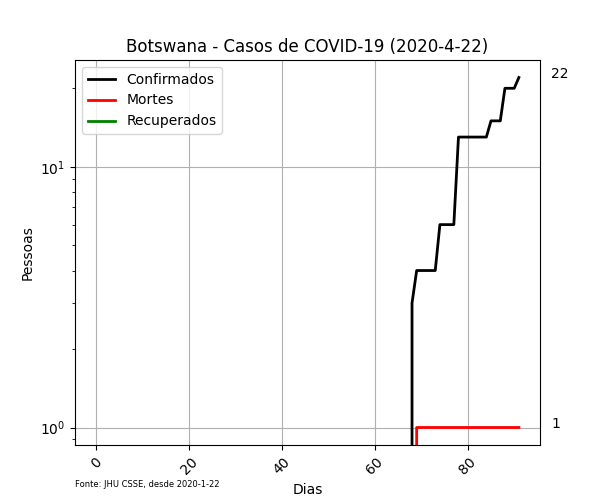 Botswana - Casos de COVID-19 (2020-4-22)
Confirmados
Mortes
Recuperados
22
1
10¹
10⁰
Pessoas
0
20
40
60
80
Dias
Fonte: JHU CSSE, desde 2020-1-22